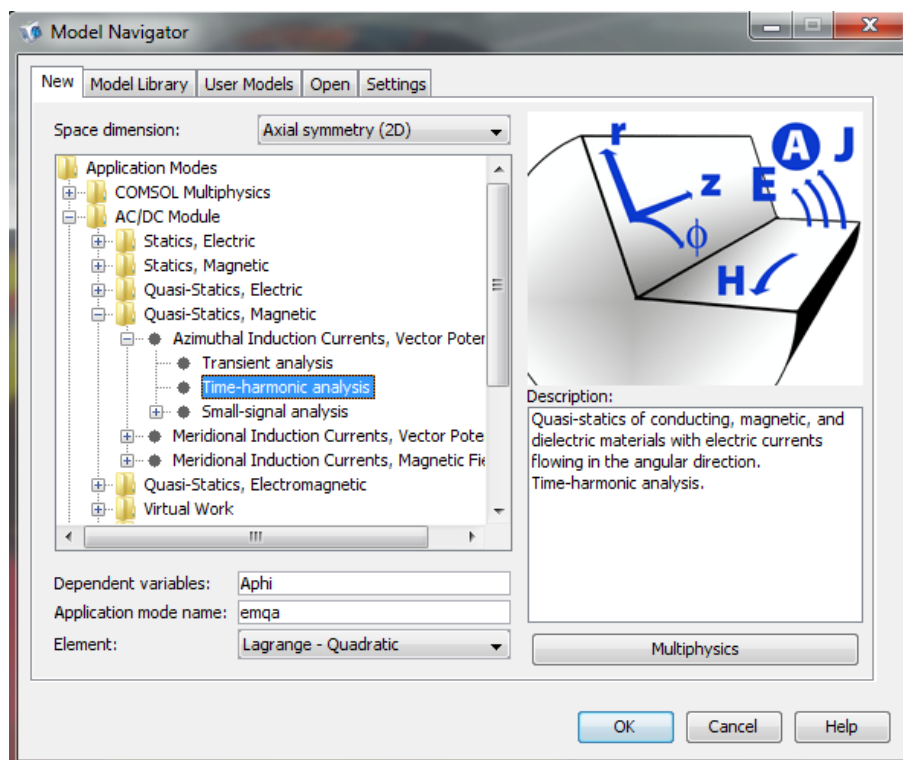 Model Navigator
New Model Library User Models Open Settings
Space dimension: Axial symmetry (2D)
Application Modes
COMSOL Multiphysics
AC/DC Module
Statics, Electric
Statics, Magnetic
Quasi-Statics, Electric
Quasi-Statics, Magnetic
Azimuthal Induction Currents, Vector Poter
Transient analysis
Time-harmonic analysis
Small-signal analysis
Meridional Induction Currents, Vector Pote
Meridional Induction Currents, Magnetic Fie
Quasi-Statics, Electromagnetic
Virtual Work
r
z
ϕ
A
J
E
H
Description:
Quasi-statics of conducting, magnetic, and
dielectric materials with electric currents
flowing in the angular direction.
Time-harmonic analysis.
Dependent variables: Aphi
Application mode name: emqa
Element: Lagrange - Quadratic
Multiphysics
OK Cancel Help